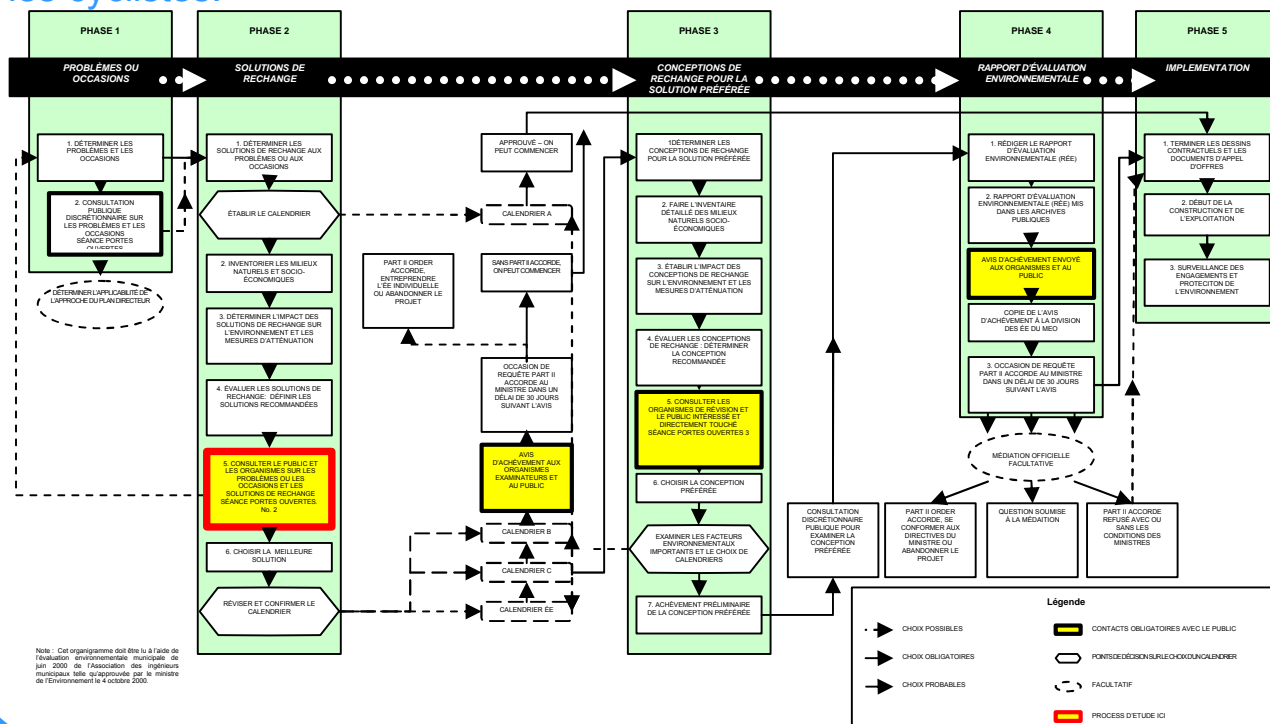 les cyclistes.
PHASE 1
PROBLÈMES OU
OCCASIONS
1. DÉTERMINER LES
PROBLÈMES ET LES
OCCASIONS
2. CONSULTATION
PUBLIQUE
DISCRÉTIONNAIRE SUR
LES PROBLÈMES ET LES
OCCASIONS
SÉANCE PORTES
OUVERTES
DÉTERMINER L'APPLICABILITÉ DE
L'APPROCHE DU PLAN DIRECTEUR
PHASE 2
SOLUTIONS DE
RECHANGE
1. DÉTERMINER LES
SOLUTIONS DE RECHANGE AUX
PROBLÈMES OU AUX
OCCASIONS
ÉTABLIR LE CALENDRIER
2. INVENTORIER LES MILIEUX
NATURELS ET SOCIO-
ÉCONOMIQUES
3. DÉTERMINER L'IMPACT DES
SOLUTIONS DE RECHANGE SUR
L'ENVIRONNEMENT ET LES
MESURES D'ATTÉNUATION
4. ÉVALUER LES SOLUTIONS DE
RECHANGE: DÉFINIR LES
SOLUTIONS RECOMMANDÉES
5. CONSULTER LE PUBLIC ET
LES ORGANISMES SUR LES
PROBLÈMES OU LES
OCCASIONS ET LES
SOLUTIONS DE RECHANGE
SÉANCE PORTES OUVERTES.
No. 2
6. CHOISIR LA MEILLEURE
SOLUTION
RÉVISER ET CONFIRMER LE
CALENDRIER
APPROUVÉ – ON
PEUT COMMENCER
CALENDRIER A
PART II ORDER
ACCORDE,
ENTREPRENDRE
L'ÉE INDIVIDUELLE
OU ABANDONNER LE
PROJET
SANS PART II ACCORDE,
ON PEUT COMMENCER
OCCASION DE
REQUÊTE PART II
ACCORDE AU
MINISTRE DANS UN
DÉLAI DE 30 JOURS
SUIVANT L'AVIS
AVIS
D'ACHÈVEMENT AUX
ORGANISMES
EXAMINATEURS ET
AU PUBLIC
CALENDRIER B
CALENDRIER C
CALENDRIER ÉE
PHASE 3
CONCEPTIONS DE
RECHANGE POUR LA
SOLUTION PRÉFÉRÉE
1DÉTERMINER LES
CONCEPTIONS DE RECHANGE
POUR LA SOLUTION PRÉFÉRÉE
2. FAIRE L'INVENTAIRE
DÉTAILLÉ DES MILIEUX
NATURELS SOCIO-
ÉCONOMIQUES
3. ÉTABLIR L'IMPACT DES
CONCEPTIONS DE RECHANGE
SUR L'ENVIRONNEMENT ET LES
MESURES D'ATTÉNUATION
4. ÉVALUER LES CONCEPTIONS
DE RECHANGE : DÉTERMINER
LA CONCEPTION
RECOMMANDÉE
5. CONSULTER LES
ORGANISMES DE RÉVISION ET
LE PUBLIC INTÉRESSÉ ET
DIRECTEMENT TOUCHÉ
SÉANCE PORTES OUVERTES 3
6. CHOISIR LA CONCEPTION
PRÉFÉRÉE
EXAMINER LES FACTEURS
ENVIRONNEMENTAUX
IMPORTANTS ET LE CHOIX DE
CALENDRIERS
7. ACHÈVEMENT PRÉLIMINAIRE
DE LA CONCEPTION PRÉFÉRÉE
CONSULTATION
DISCRÉTIONNAIRE
PUBLIQUE POUR
EXAMINER LA
CONCEPTION
PRÉFÉRÉE
PHASE 4
RAPPORT D'ÉVALUATION
ENVIRONNEMENTALE
1. RÉDIGER LE RAPPORT
D'ÉVALUATION
ENVIRONNEMENTALE (RÉE)
2. RAPPORT D'ÉVALUATION
ENVIRONNEMENTALE (RÉE) MIS
DANS LES ARCHIVES
PUBLIQUES
AVIS D'ACHÈVEMENT ENVOYÉ
AUX ORGANISMES ET AU
PUBLIC
COPIE DE L'AVIS
D'ACHÈVEMENT À LA DIVISION
DES ÉE DU MEO
3. OCCASION DE REQUÊTE
PART II ACCORDE AU MINISTRE
DANS UN DÉLAI DE 30 JOURS
SUIVANT L'AVIS
MÉDIATION OFFICIELLE
FACULTATIVE
PART II ORDER
ACCORDE, SE
CONFORMER AUX
DIRECTIVES DU
MINISTRE OU
ABANDONNER LE
PROJET
QUESTION SOUMISE
À LA MÉDAITION
PART II ACCORDE
REFUSÉ AVEC OU
SANS LES
CONDITIONS DES
MINISTRES
PHASE 5
IMPLEMENTATION
1. TERMINER LES DESSINS
CONTRACTUELS ET LES
DOCUMENTS D'APPEL
D'OFFRES
2. DÉBUT DE LA
CONSTRUCTION ET DE
L'EXPLOITATION
3. SURVEILLANCE DES
ENGAGEMENTS ET
PROTECITON DE
L'ENVIRONNEMENT
Légende
CHOIX POSSIBLES
CHOIX OBLIGATOIRES
CHOIX PROBABLES
CONTACTS OBLIGATOIRES AVEC LE PUBLIC
POINTS DE DÉCISION SUR LE CHOIX D'UN CALENDRIER
FACULTATIF
PROCESS D'ETUDE ICI
Note : Cet organigramme doit être lu à l'aide de
l'évaluation environnementale municipale de
juin 2000 de l'Association des ingénieurs
municipaux telle qu'approuvée par le ministre
de l'Environnement le 4 octobre 2000.